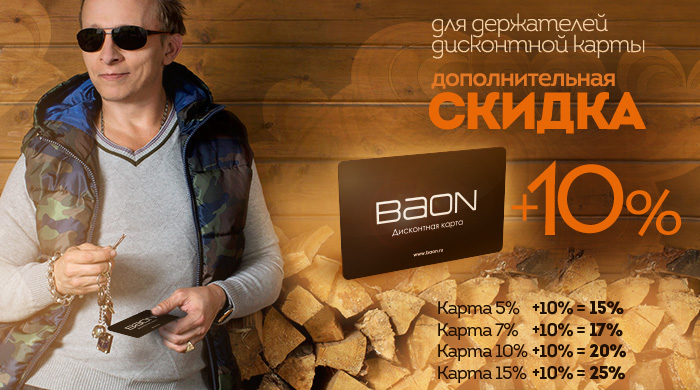 для держателей
дисконтной карты
дополнительная
СКИДКА
BAON
Дисконтная карта
www.baon.ru
+10%
BAON
Карта 5% +10% = 15%
Карта 7% +10% = 17%
Карта 10% +10% = 20%
Карта 15% +10% = 25%